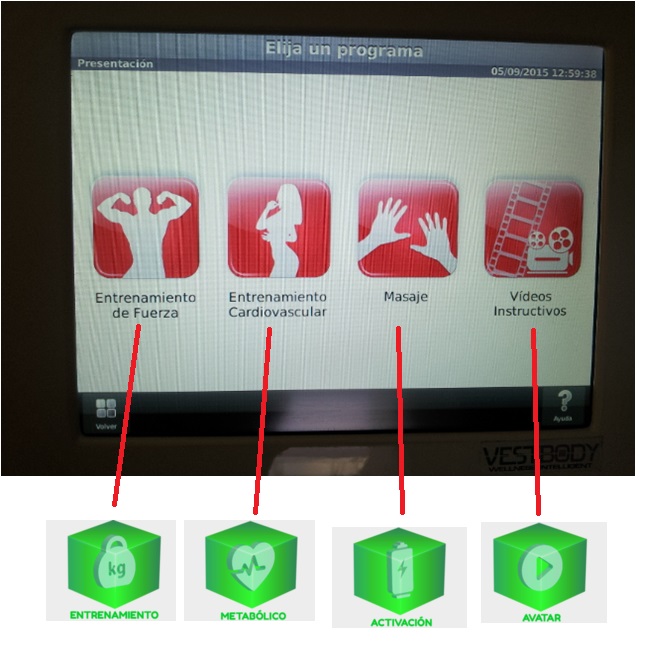 Elija un programa
Presentación
05/09/2015 12:59:38
Entrenamiento
de Fuerza
Entrenamiento
Cardiovascular
Masaje
Vídeos
Instructivos
Volver
Ayuda
VESTBODY
WELLNESS INTELLIGENT
kg
ENTRENAMIENTO
METABÓLICO
ACTIVACIÓN
AVATAR